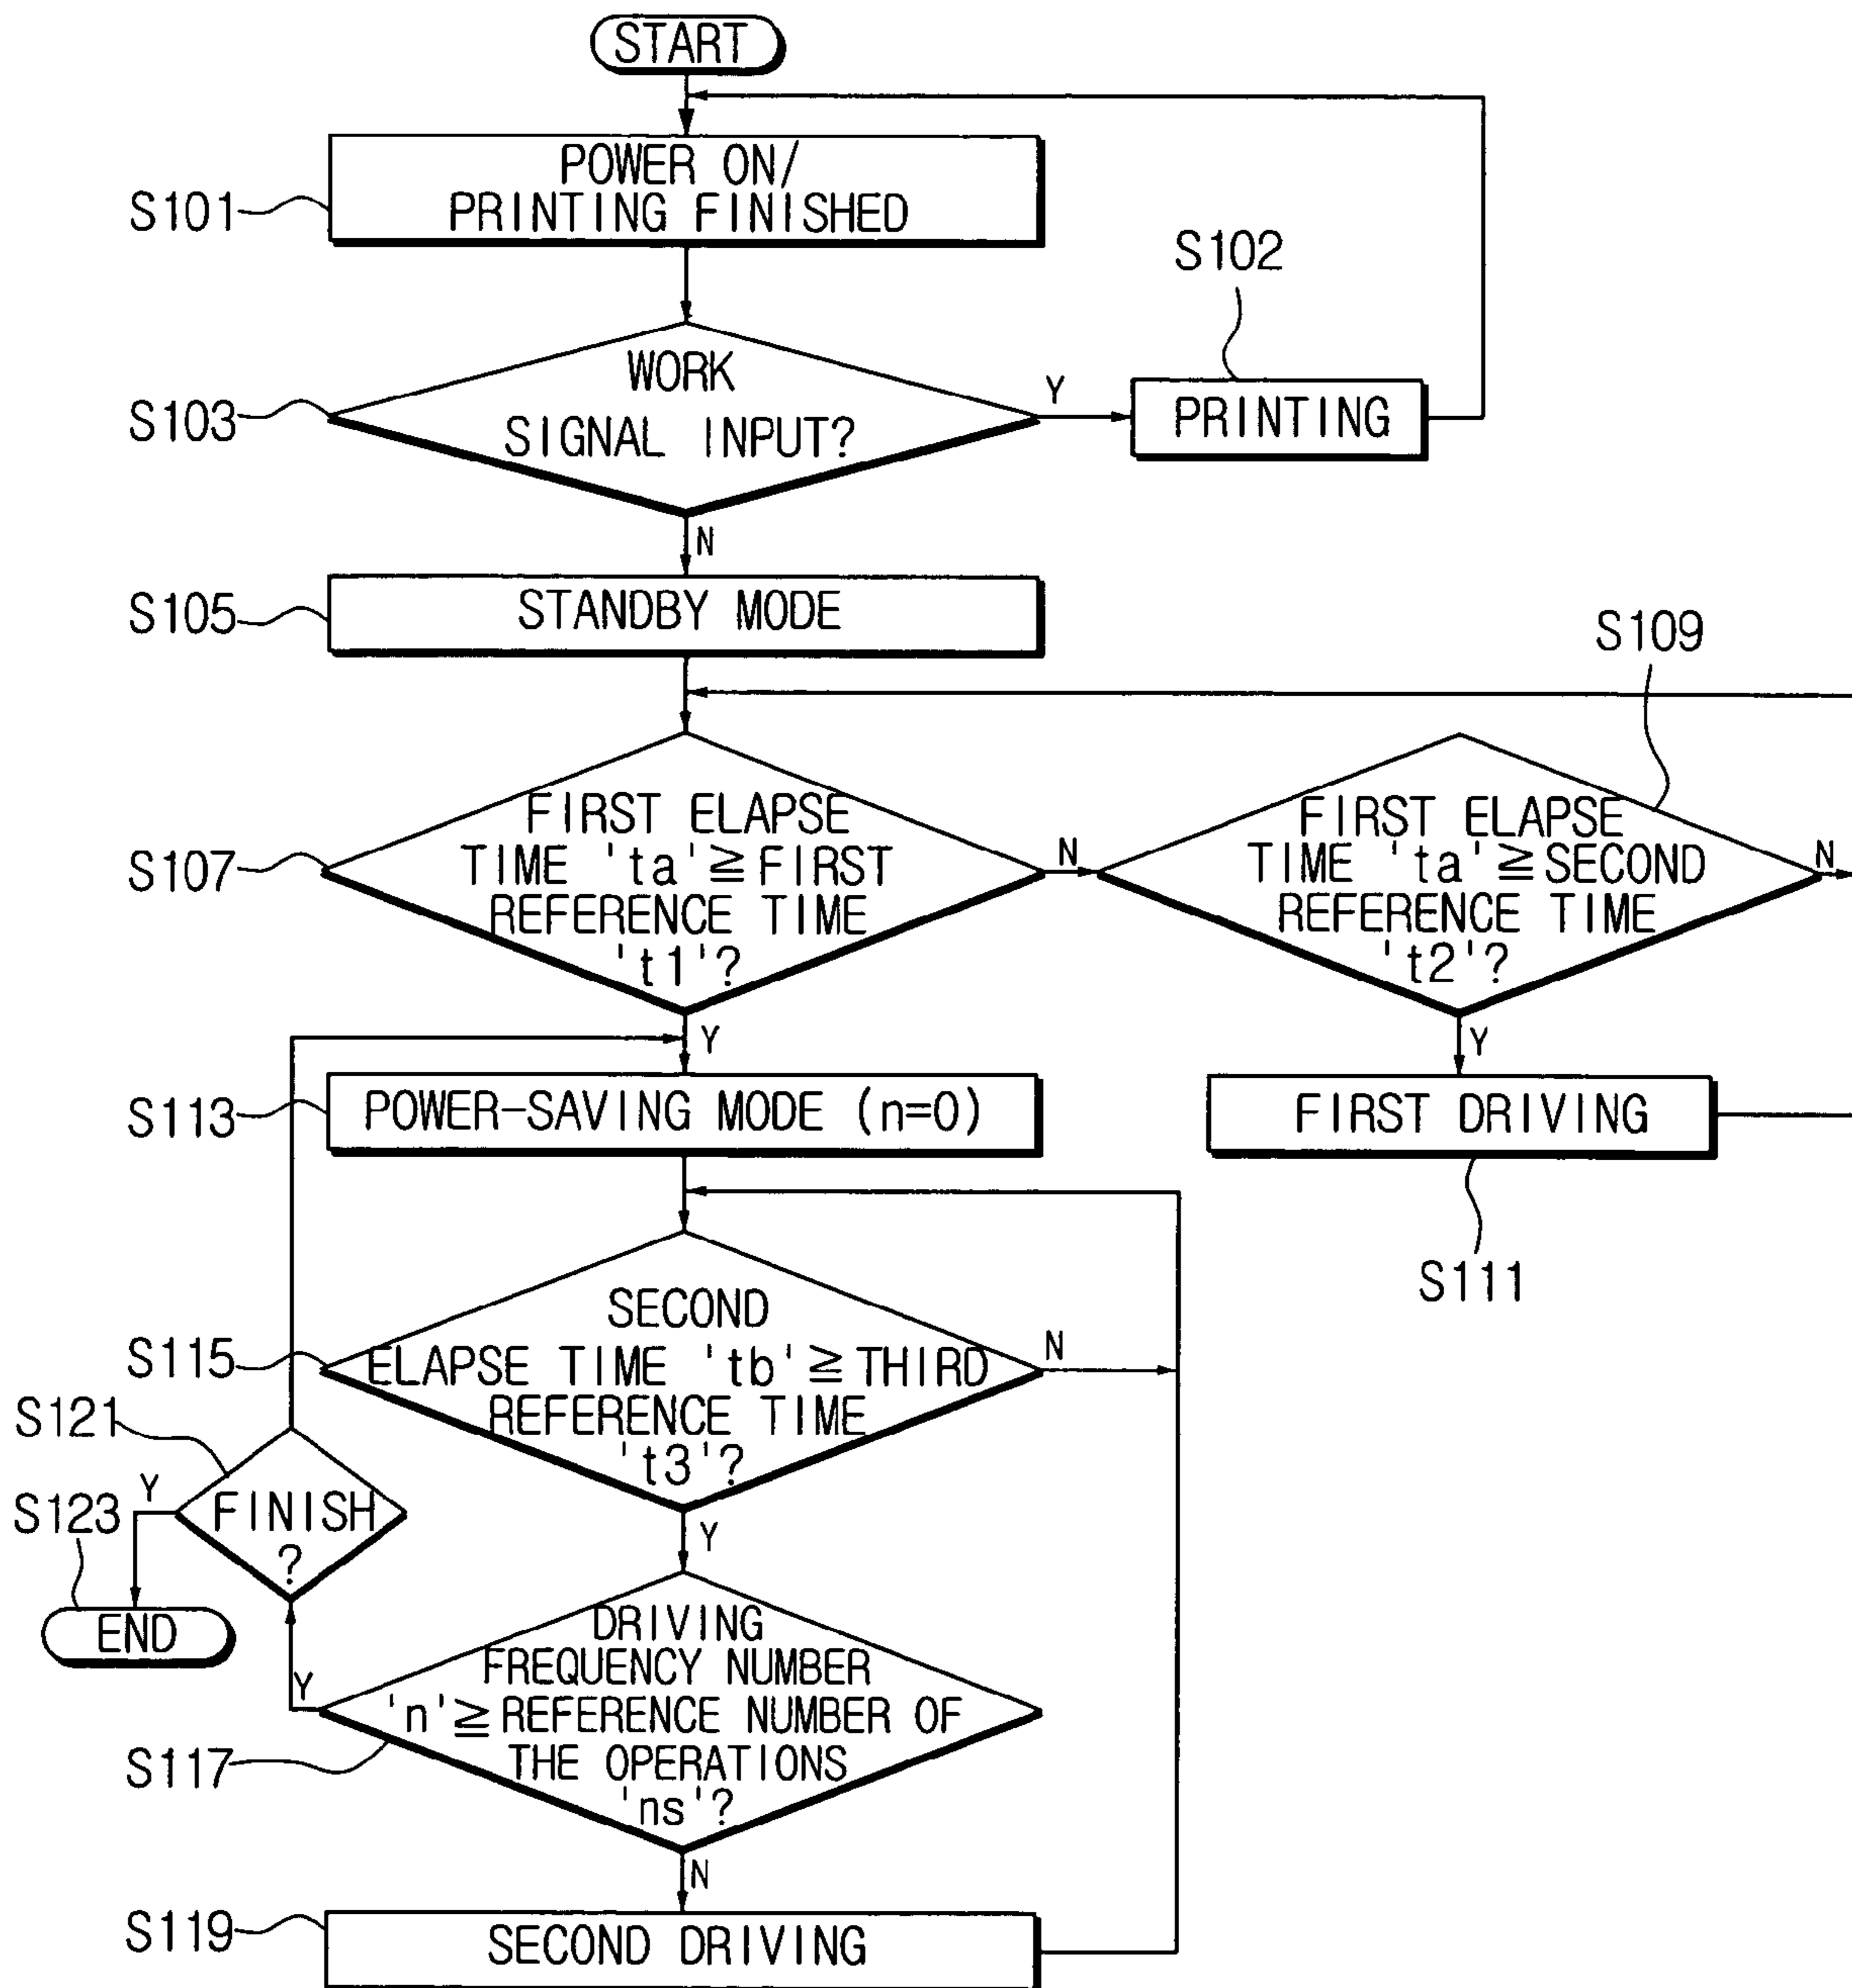 START
POWER ON/
PRINTING FINISHED
S101
S102
WORK
SIGNAL INPUT?
S103
Y
PRINTING
N
STANDBY MODE
S105
S109
FIRST ELAPSE
TIME 'ta'≧FIRST
REFERENCE TIME
't1'?
S107
N
FIRST ELAPSE
TIME 'ta'≧SECOND
REFERENCE TIME
't2'?
N
Y
Y
POWER-SAVING MODE (n=0)
S113
FIRST DRIVING
S111
SECOND
ELAPSE TIME 'tb'≧THIRD
REFERENCE TIME
't3'?
S115
N
S121
Y
FINISH
?
S123
END
Y
DRIVING
FREQUENCY NUMBER
'n'≧REFERENCE NUMBER OF
THE OPERATIONS
'ns'?
Y
S117
N
SECOND DRIVING
S119